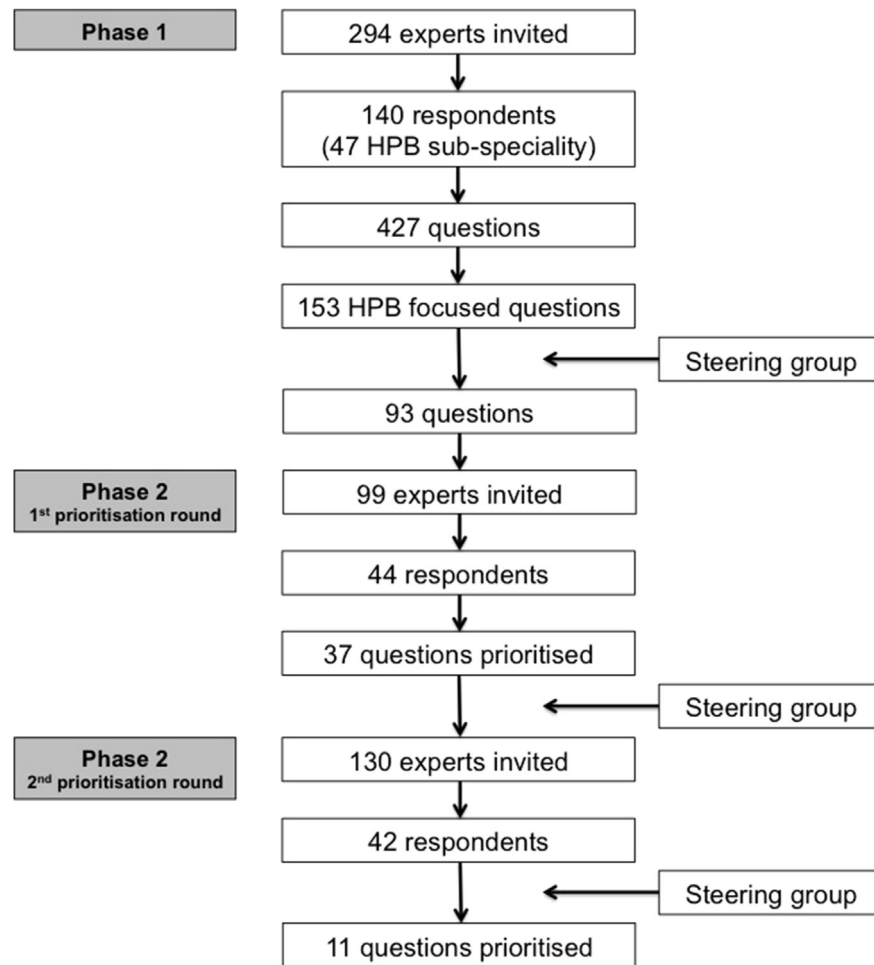 Phase 1
294 experts invited
140 respondents
(47 HPB sub-speciality)
427 questions
153 HPB focused questions
Steering group
93 questions
Phase 2
1st prioritisation round
99 experts invited
44 respondents
37 questions prioritised
Steering group
Phase 2
2nd prioritisation round
130 experts invited
42 respondents
Steering group
11 questions prioritised